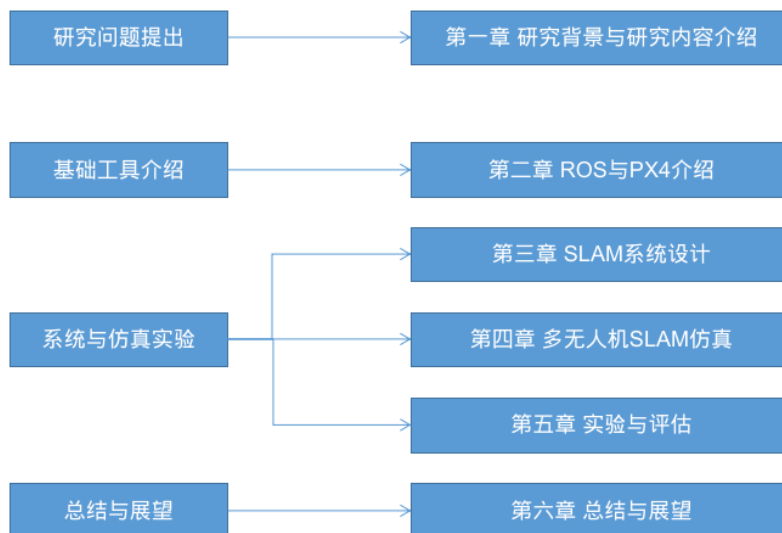 研究问题提出
第一章 研究背景与研究内容介绍
基础工具介绍
第二章 ROS与PX4介绍
系统与仿真实验
第三章 SLAM系统设计
第四章 多无人机SLAM仿真
第五章 实验与评估
总结与展望
第六章 总结与展望